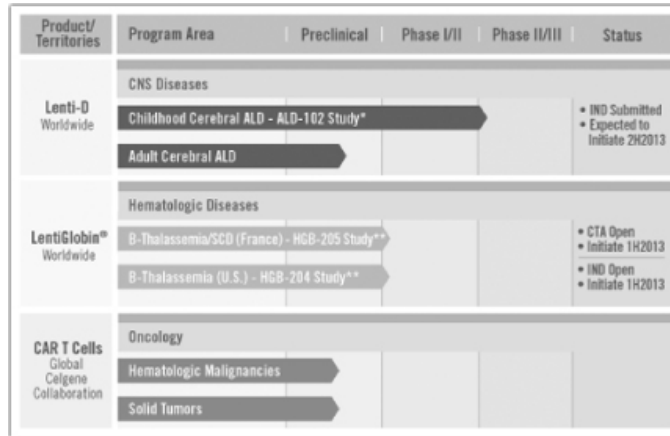 Product/
Territories
Program Area
Preclinical
Phase I/II
Phase II/III
Status
Lenti-D
Worldwide
CNS Diseases
Childhood Cerebral ALD - ALD-102 Study*
Adult Cerebral ALD
• IND Submitted
• Expected to
Initiate 2H2013
LentiGlobin®
Worldwide
Hematologic Diseases
B-Thalassemia/SCD (France) - HGB-205 Study**
B-Thalassemia (U.S.) - HGB-204 Study**
• CTA Open
• Initiate 1H2013
• IND Open
• Initiate 1H2013
CAR T Cells
Global
Celgene
Collaboration
Oncology
Hematologic Malignancies
Solid Tumors